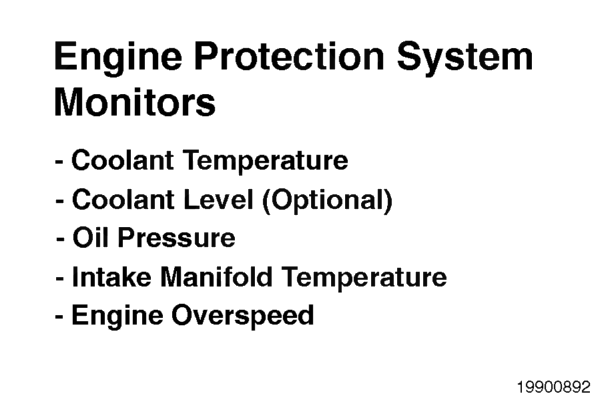 Engine Protection System
Monitors
- Coolant Temperature
- Coolant Level (Optional)
- Oil Pressure
- Intake Manifold Temperature
- Engine Overspeed
19900892